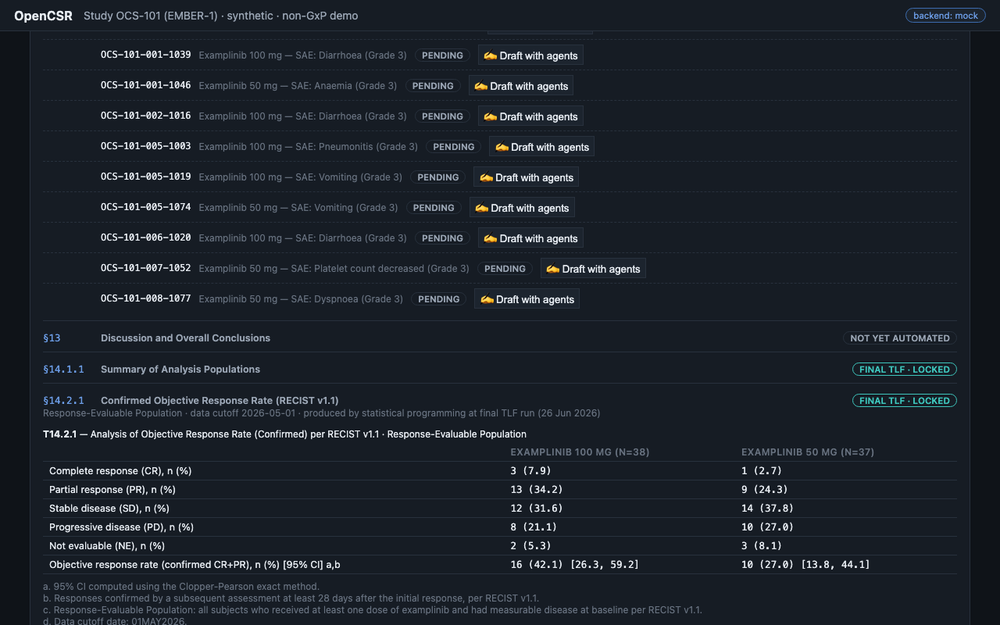 OpenCSR Study OCS-101 (EMBER-1) · synthetic · non-GxP demo backend: mock
OCS-101-001-1039 Examplinib 100 mg — SAE: Diarrhoea (Grade 3) PENDING ✍️ Draft with agents
OCS-101-001-1046 Examplinib 50 mg — SAE: Anaemia (Grade 3) PENDING ✍️ Draft with agents
OCS-101-002-1016 Examplinib 100 mg — SAE: Diarrhoea (Grade 3) PENDING ✍️ Draft with agents
OCS-101-005-1003 Examplinib 100 mg — SAE: Pneumonitis (Grade 3) PENDING ✍️ Draft with agents
OCS-101-005-1019 Examplinib 100 mg — SAE: Vomiting (Grade 3) PENDING ✍️ Draft with agents
OCS-101-005-1074 Examplinib 50 mg — SAE: Vomiting (Grade 3) PENDING ✍️ Draft with agents
OCS-101-006-1020 Examplinib 100 mg — SAE: Diarrhoea (Grade 3) PENDING ✍️ Draft with agents
OCS-101-007-1052 Examplinib 50 mg — SAE: Platelet count decreased (Grade 3) PENDING ✍️ Draft with agents
OCS-101-008-1077 Examplinib 50 mg — SAE: Dyspnoea (Grade 3) PENDING ✍️ Draft with agents
§13 Discussion and Overall Conclusions NOT YET AUTOMATED
§14.1.1 Summary of Analysis Populations FINAL TLF · LOCKED
§14.2.1 Confirmed Objective Response Rate (RECIST v1.1) FINAL TLF · LOCKED
Response-Evaluable Population · data cutoff 2026-05-01 · produced by statistical programming at final TLF run (26 Jun 2026)
T14.2.1 — Analysis of Objective Response Rate (Confirmed) per RECIST v1.1 · Response-Evaluable Population
EXAMPLINIB 100 MG (N=38) EXAMPLINIB 50 MG (N=37)
Complete response (CR), n (%) 3 (7.9) 1 (2.7)
Partial response (PR), n (%) 13 (34.2) 9 (24.3)
Stable disease (SD), n (%) 12 (31.6) 14 (37.8)
Progressive disease (PD), n (%) 8 (21.1) 10 (27.0)
Not evaluable (NE), n (%) 2 (5.3) 3 (8.1)
Objective response rate (confirmed CR+PR), n (%) [95% CI] a,b 16 (42.1) [26.3, 59.2] 10 (27.0) [13.8, 44.1]
a. 95% CI computed using the Clopper-Pearson exact method.
b. Responses confirmed by a subsequent assessment at least 28 days after the initial response, per RECIST v1.1.
c. Response-Evaluable Population: all subjects who received at least one dose of examplinib and had measurable disease at baseline per RECIST v1.1.
d. Data cutoff date: 01MAY2026.